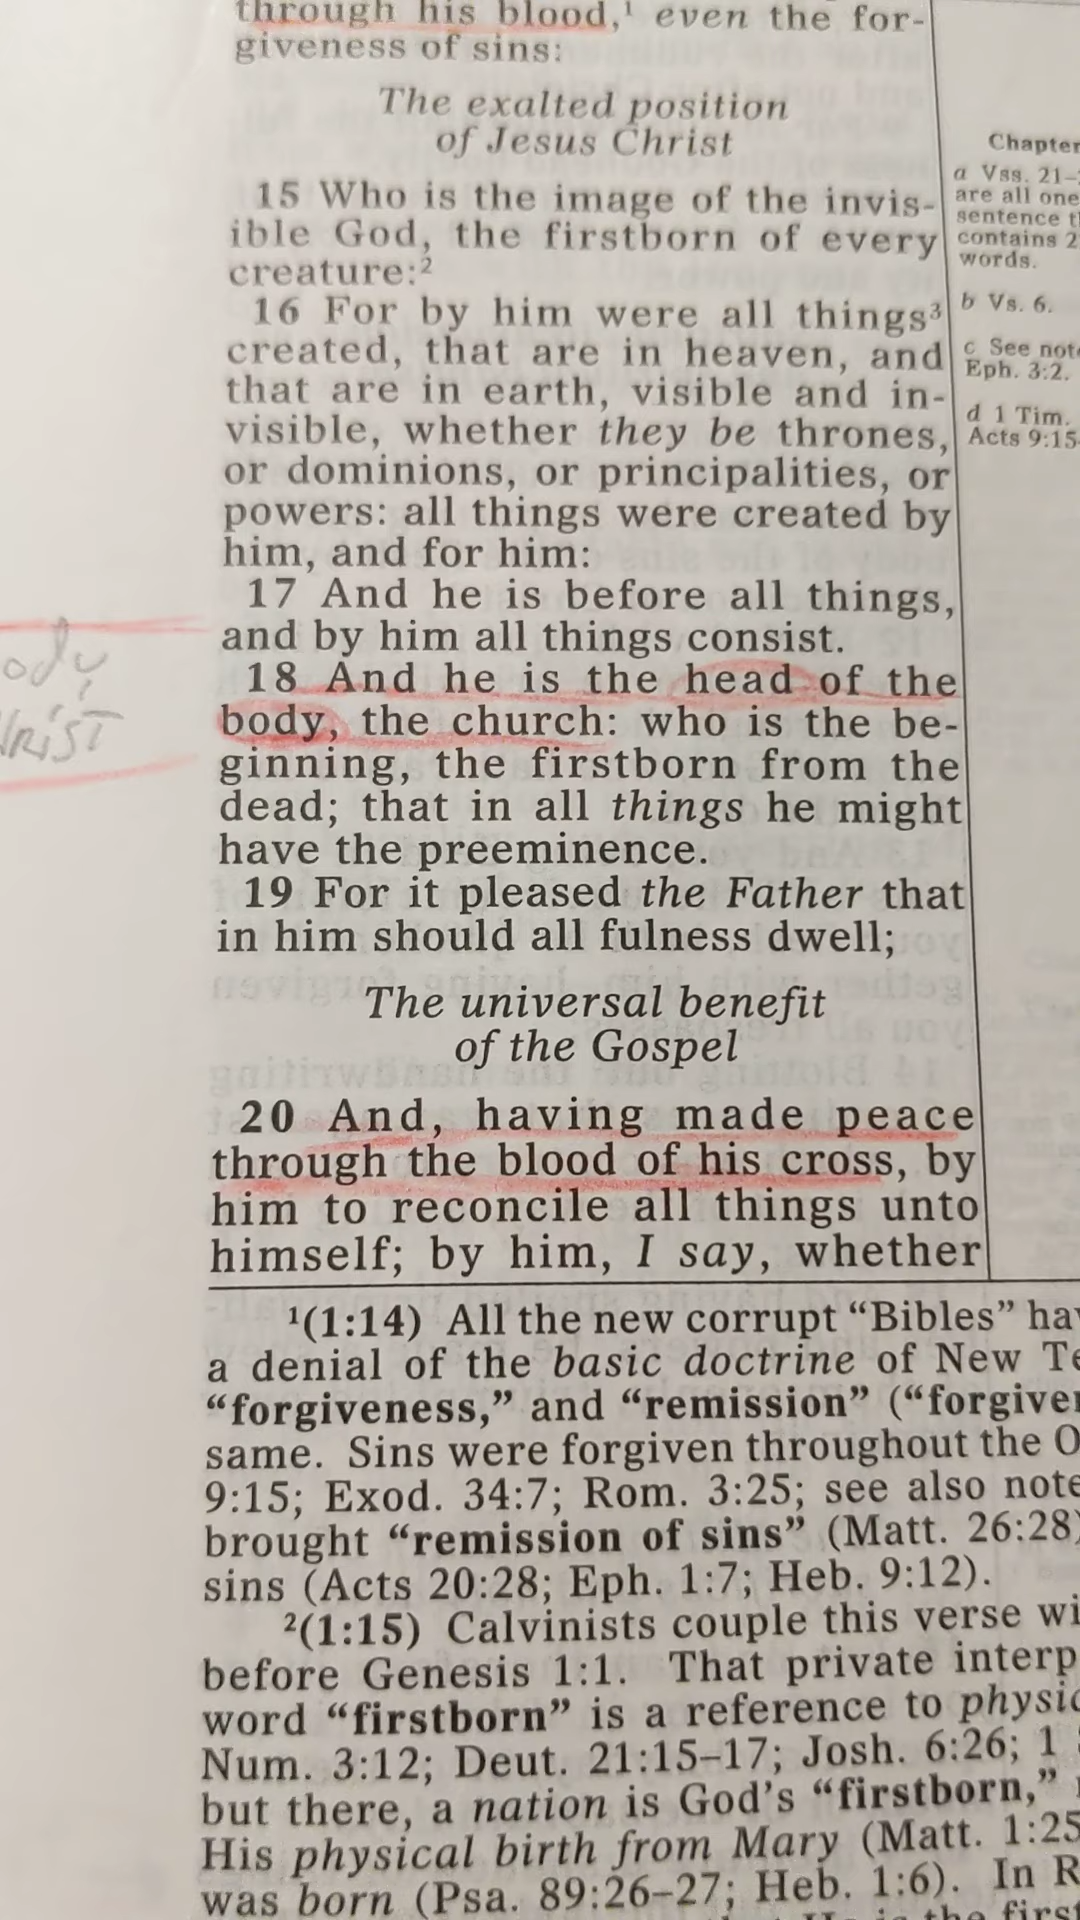 through his blood,¹ even the for-
giveness of sins:
The exalted position
of Jesus Christ
15 Who is the image of the invis-
ible God, the firstborn of every
creature:²
16 For by him were all things³
created, that are in heaven, and
that are in earth, visible and in-
visible, whether they be thrones,
or dominions, or principalities, or
powers: all things were created by
him, and for him:
17 And he is before all things,
and by him all things consist.
18 And he is the head of the
body, the church: who is the be-
ginning, the firstborn from the
dead; that in all things he might
have the preeminence.
19 For it pleased the Father that
in him should all fulness dwell;
The universal benefit
of the Gospel
20 And, having made peace
through the blood of his cross, by
him to reconcile all things unto
himself; by him, I say, whether
Chapter
a Vss. 21–
are all one
sentence
contains
words.
b Vs. 6.
c See
Eph. 3:2.
d 1 Tim.
Acts 9:15
¹(1:14) All the new corrupt “Bibles”
a denial of the basic doctrine of New
“forgiveness,” and “remission”
same. Sins were forgiven throughout the
9:15; Exod. 34:7; Rom. 3:25; see also
brought “remission of sins” (Matt. 26:28)
sins (Acts 20:28; Eph. 1:7; Heb. 9:12).
²(1:15) Calvinists couple this verse
before Genesis 1:1. That private
word “firstborn” is a reference to
Num. 3:12; Deut. 21:15–17; Josh. 6:26; 1
but there, a nation is God’s “firstborn,”
His physical birth from Mary (Matt. 1:25
was born (Psa. 89:26–27; Heb. 1:6). In